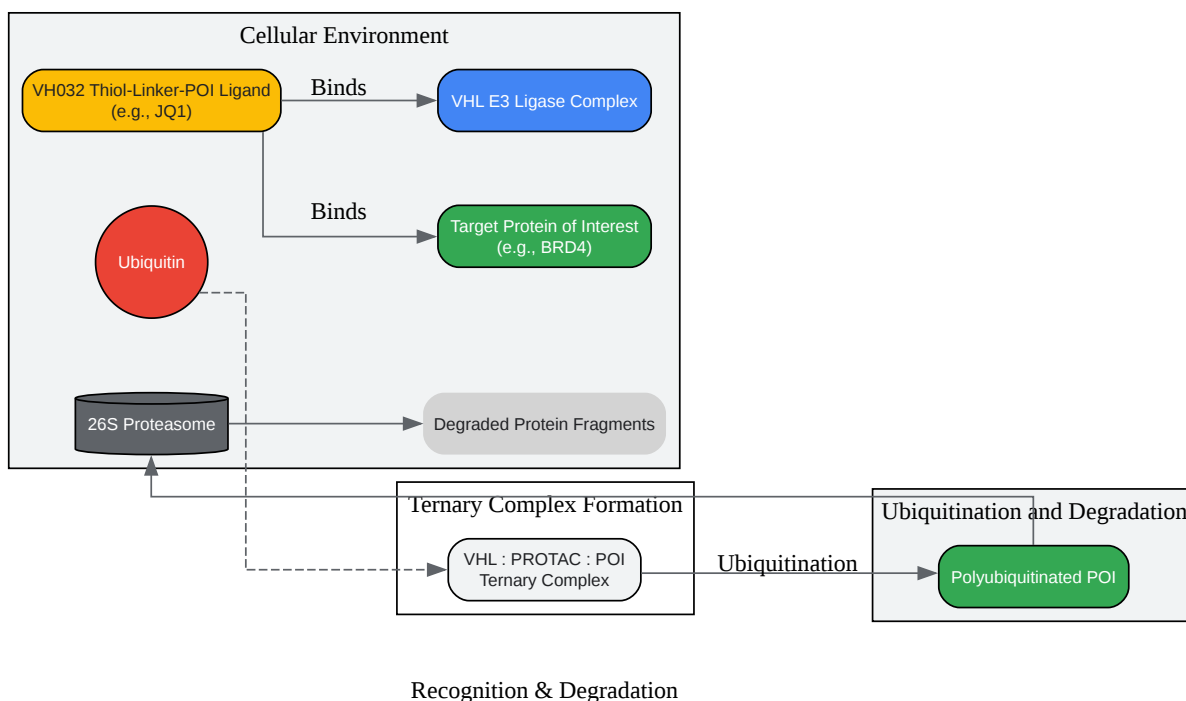 Cellular Environment
VH032 Thiol-Linker-POI Ligand
(e.g., JQ1)
Binds
VHL E3 Ligase Complex
Binds
Target Protein of Interest
(e.g., BRD4)
Ubiquitin
26S Proteasome
Degraded Protein Fragments
Ternary Complex Formation
VHL : PROTAC : POI
Ternary Complex
Ubiquitination
Ubiquitination and Degradation
Polyubiquitinated POI
Recognition & Degradation